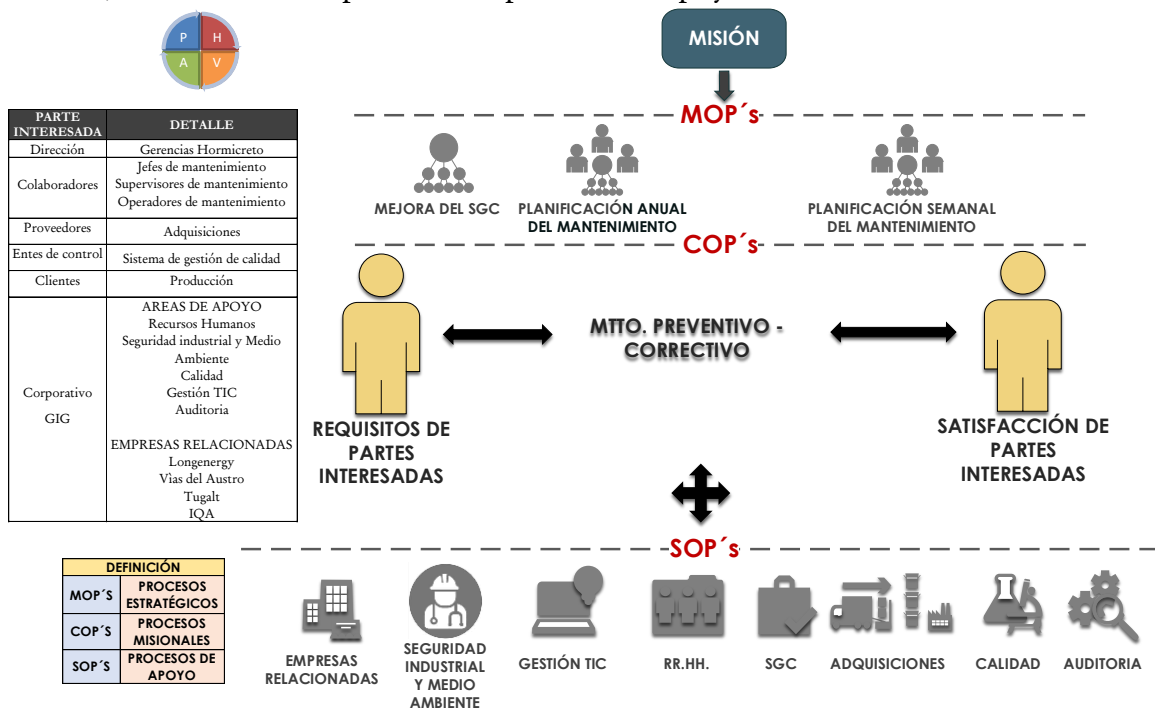 P H
A V
MISIÓN
MOP´s
MEJORA DEL SGC
PLANIFICACIÓN ANUAL
DEL MANTENIMIENTO
PLANIFICACIÓN SEMANAL
DEL MANTENIMIENTO
COP´s
PARTE
INTERESADA
DETALLE
Dirección
Gerencias Hormicreto
Colaboradores
Jefes de mantenimiento
Supervisores de mantenimiento
Operadores de mantenimiento
Proveedores
Adquisiciones
Entes de control
Sistema de gestión de calidad
Clientes
Producción
Corporativo
GIG
AREAS DE APOYO
Recursos Humanos
Seguridad industrial y Medio
Ambiente
Calidad
Gestión TIC
Auditoria
EMPRESAS RELACIONADAS
Longenergy
Vìas del Austro
Tugalt
IQA
MTTO. PREVENTIVO -
CORRECTIVO
REQUISITOS DE
PARTES
INTERESADAS
SATISFACCIÓN DE
PARTES
INTERESADAS
SOP´s
DEFINICIÓN
MOP´S
PROCESOS
ESTRATÉGICOS
COP´S
PROCESOS
MISIONALES
SOP´S
PROCESOS DE
APOYO
EMPRESAS
RELACIONADAS
SEGURIDAD
INDUSTRIAL
Y MEDIO
AMBIENTE
GESTIÓN TIC
RR.HH.
SGC
ADQUISICIONES
CALIDAD
AUDITORIA